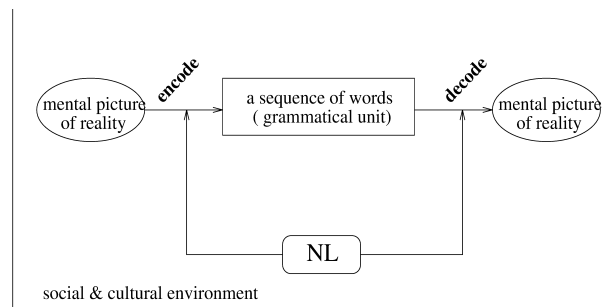 encode
decode
mental picture
of reality
a sequence of words
( grammatical unit)
mental picture
of reality
NL
social & cultural environment